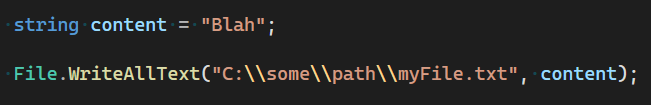 string content = "Blah";
File.WriteAllText("C:\\some\\path\\myFile.txt", content);